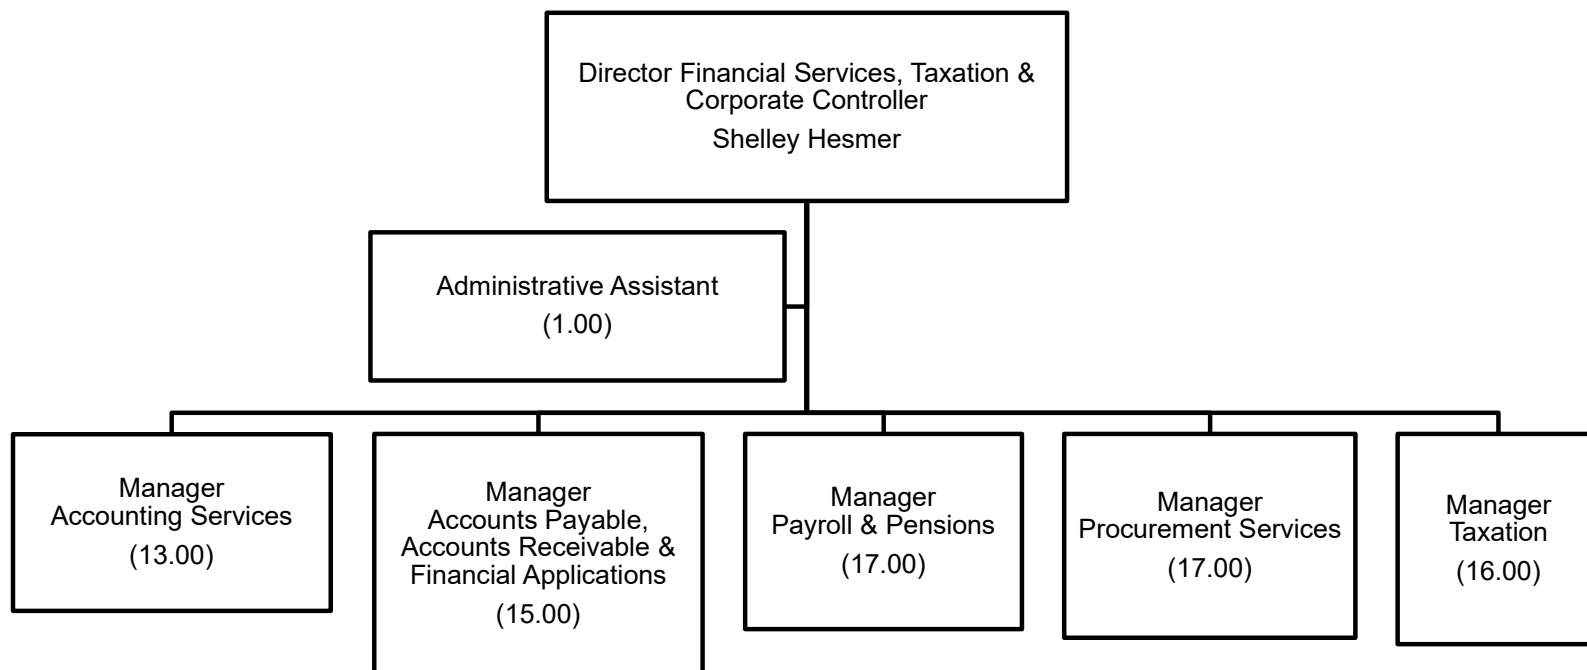 Director Financial Services, Taxation &
Corporate Controller
Shelley Hesmer
Administrative Assistant
(1.00)
Manager
Accounting Services
(13.00)
Manager
Accounts Payable,
Accounts Receivable &
Financial Applications
(15.00)
Manager
Payroll & Pensions
(17.00)
Manager
Procurement Services
(17.00)
Manager
Taxation
(16.00)